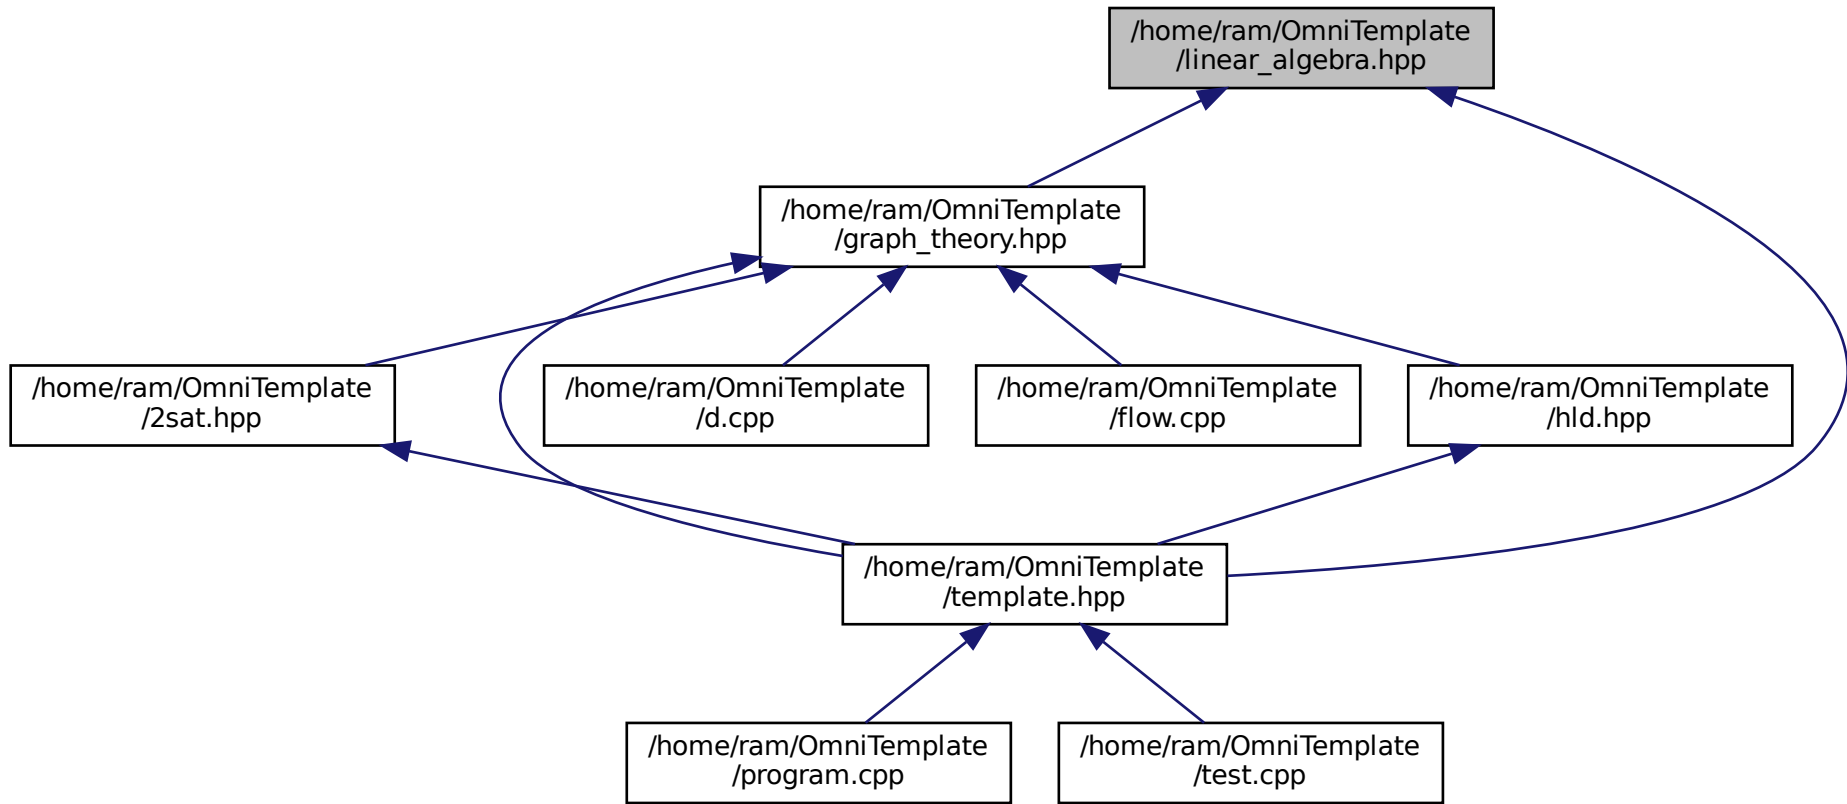 /home/ram/OmniTemplate
/linear_algebra.hpp
/home/ram/OmniTemplate
/graph_theory.hpp
/home/ram/OmniTemplate
/2sat.hpp
/home/ram/OmniTemplate
/d.cpp
/home/ram/OmniTemplate
/flow.cpp
/home/ram/OmniTemplate
/hld.hpp
/home/ram/OmniTemplate
/template.hpp
/home/ram/OmniTemplate
/program.cpp
/home/ram/OmniTemplate
/test.cpp